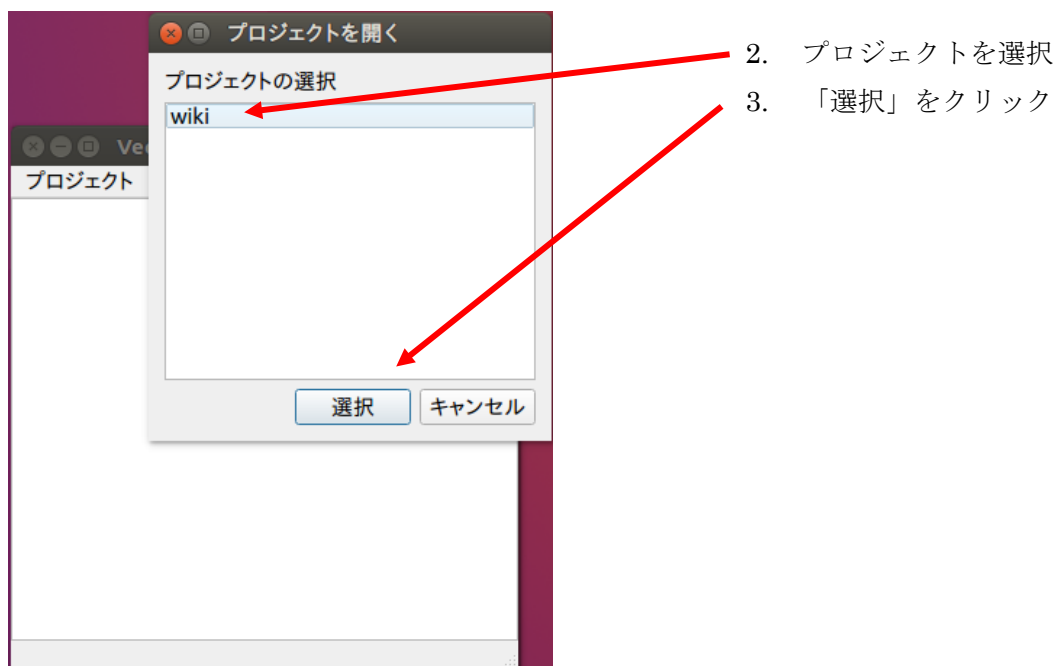 プロジェクトを開く
プロジェクトの選択
wiki
プロジェクト
選択 キャンセル
2. プロジェクトを選択
3. 「選択」をクリック